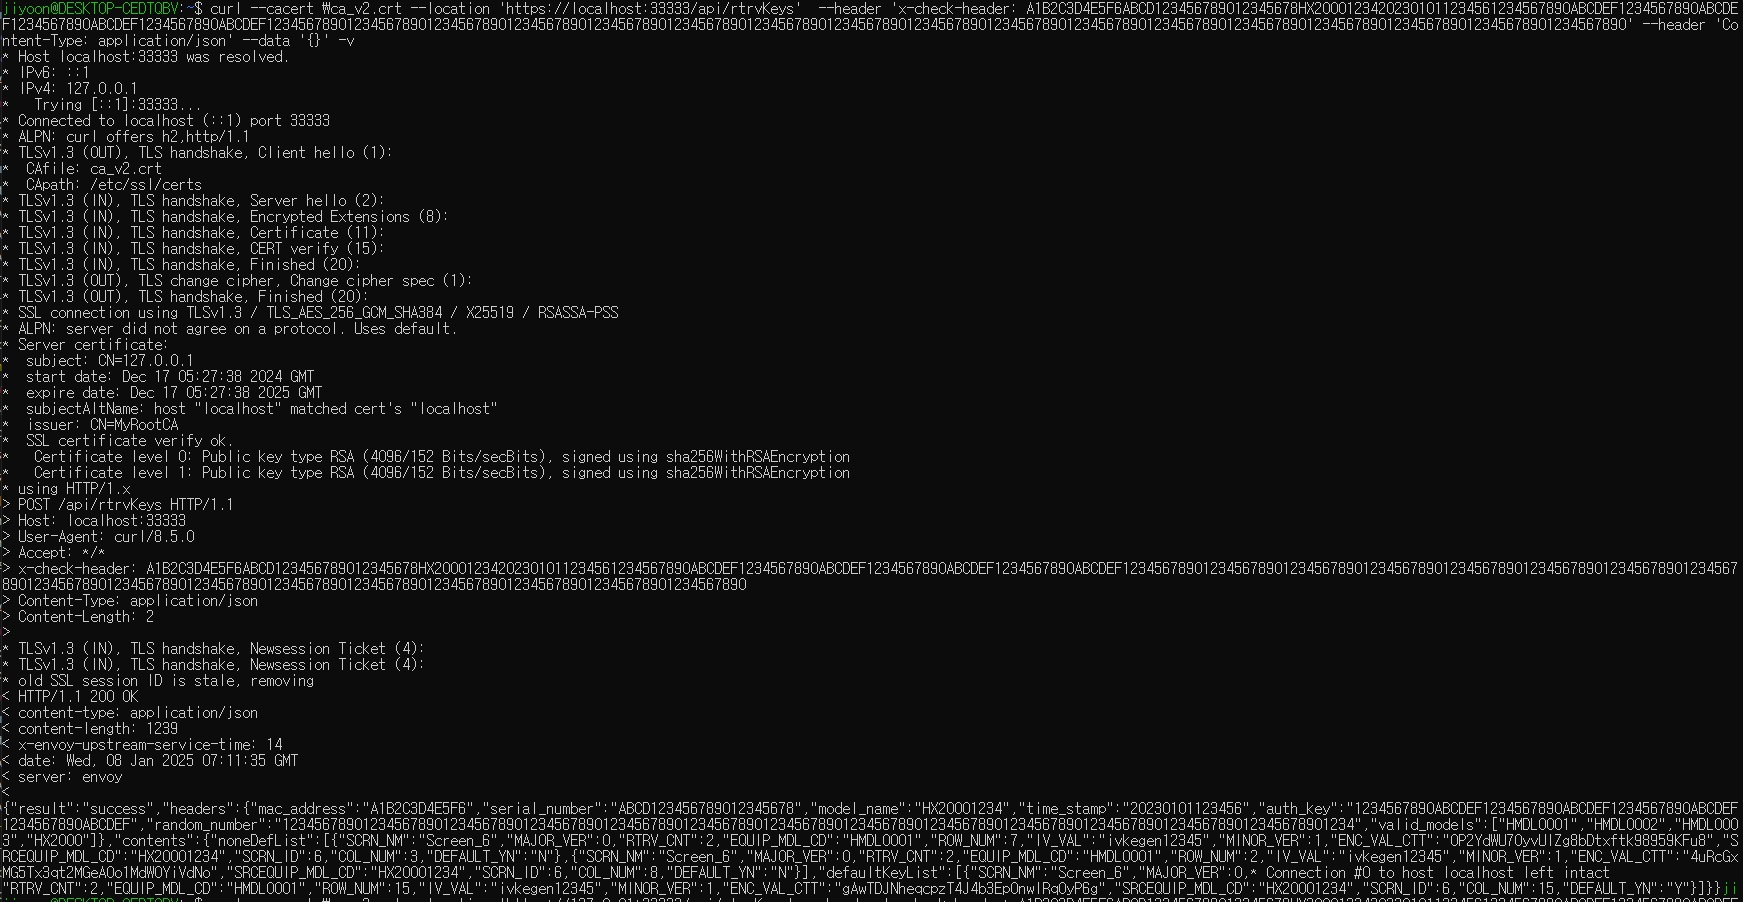 jiyoon@DESKTOP-CEDTQBV:~$ curl --cacert ₩ca_v2.crt --location 'https://localhost:33333/api/rtrvKeys'  --header 'x-check-header: A1B2C3D4E5F6ABCD123456789012345678HX20001234202301011234561234567890ABCDEF1234567890ABCDE
F1234567890ABCDEF1234567890ABCDEF12345678901234567890123456789012345678901234567890123456789012345678901234567890123456789012345678901234567890123456789012345678901234567890123456789012345678901234567890' --header 'Co
ntent-Type: application/json' --data '{}' -v
* Host localhost:33333 was resolved.
* IPv6: ::1
* IPv4: 127.0.0.1
*   Trying [::1]:33333...
* Connected to localhost (::1) port 33333
* ALPN: curl offers h2,http/1.1
* TLSv1.3 (OUT), TLS handshake, Client hello (1):
*  CAfile: ca_v2.crt
*  CApath: /etc/ssl/certs
* TLSv1.3 (IN), TLS handshake, Server hello (2):
* TLSv1.3 (IN), TLS handshake, Encrypted Extensions (8):
* TLSv1.3 (IN), TLS handshake, Certificate (11):
* TLSv1.3 (IN), TLS handshake, CERT verify (15):
* TLSv1.3 (IN), TLS handshake, Finished (20):
* TLSv1.3 (OUT), TLS change cipher, Change cipher spec (1):
* TLSv1.3 (OUT), TLS handshake, Finished (20):
* SSL connection using TLSv1.3 / TLS_AES_256_GCM_SHA384 / X25519 / RSASSA-PSS
* ALPN: server did not agree on a protocol. Uses default.
* Server certificate:
*  subject: CN=127.0.0.1
*  start date: Dec 17 05:27:38 2024 GMT
*  expire date: Dec 17 05:27:38 2025 GMT
*  subjectAltName: host "localhost" matched cert's "localhost"
*  issuer: CN=MyRootCA
*  SSL certificate verify ok.
*   Certificate level 0: Public key type RSA (4096/152 Bits/secBits), signed using sha256WithRSAEncryption
*   Certificate level 1: Public key type RSA (4096/152 Bits/secBits), signed using sha256WithRSAEncryption
* using HTTP/1.x
> POST /api/rtrvKeys HTTP/1.1
> Host: localhost:33333
> User-Agent: curl/8.5.0
> Accept: */*
> x-check-header: A1B2C3D4E5F6ABCD123456789012345678HX20001234202301011234561234567890ABCDEF1234567890ABCDEF1234567890ABCDEF1234567890ABCDEF12345678901234567890123456789012345678901234567890123456789012345678901234567
890123456789012345678901234567890123456789012345678901234567890123456789012345678901234567890
> Content-Type: application/json
> Content-Length: 2
>
* TLSv1.3 (IN), TLS handshake, Newsession Ticket (4):
* TLSv1.3 (IN), TLS handshake, Newsession Ticket (4):
* old SSL session ID is stale, removing
< HTTP/1.1 200 OK
< content-type: application/json
< content-length: 1239
< x-envoy-upstream-service-time: 14
< date: Wed, 08 Jan 2025 07:11:35 GMT
< server: envoy
<
{"result":"success","headers":{"mac_address":"A1B2C3D4E5F6","serial_number":"ABCD123456789012345678","model_name":"HX20001234","time_stamp":"20230101123456","auth_key":"1234567890ABCDEF1234567890ABCDEF1234567890ABCDEF
1234567890ABCDEF","random_number":"12345678901234567890123456789012345678901234567890123456789012345678901234567890123456789012345678901234567890123456789012345678901234","valid_models":["HMDL0001","HMDL0002","HMDL000
3","HX2000"]},"contents":{"noneDefList":[{"SCRN_NM":"Screen_6","MAJOR_VER":0,"RTRV_CNT":2,"EQUIP_MDL_CD":"HMDL0001","ROW_NUM":7,"IV_VAL":"ivkegen12345","MINOR_VER":1,"ENC_VAL_CTT":"OP2YdWU7OyvUIZg8bDtxftk98959KFu8","S
RCEQUIP_MDL_CD":"HX20001234","SCRN_ID":6,"COL_NUM":3,"DEFAULT_YN":"N"},{"SCRN_NM":"Screen_6","MAJOR_VER":0,"RTRV_CNT":2,"EQUIP_MDL_CD":"HMDL0001","ROW_NUM":2,"IV_VAL":"ivkegen12345","MINOR_VER":1,"ENC_VAL_CTT":"4uRcGx
MG5Tx3qt2MGeAOo1MdWOYiVdNo","SRCEQUIP_MDL_CD":"HX20001234","SCRN_ID":6,"COL_NUM":8,"DEFAULT_YN":"N"}],"defaultKeyList":[{"SCRN_NM":"Screen_6","MAJOR_VER":0,* Connection #0 to host localhost left intact
"RTRV_CNT":2,"EQUIP_MDL_CD":"HMDL0001","ROW_NUM":15,"IV_VAL":"ivkegen12345","MINOR_VER":1,"ENC_VAL_CTT":"gAwTDJNheqcpzT4J4b3EpOnwIRqOyP6g","SRCEQUIP_MDL_CD":"HX20001234","SCRN_ID":6,"COL_NUM":15,"DEFAULT_YN":"Y"}]}}ji